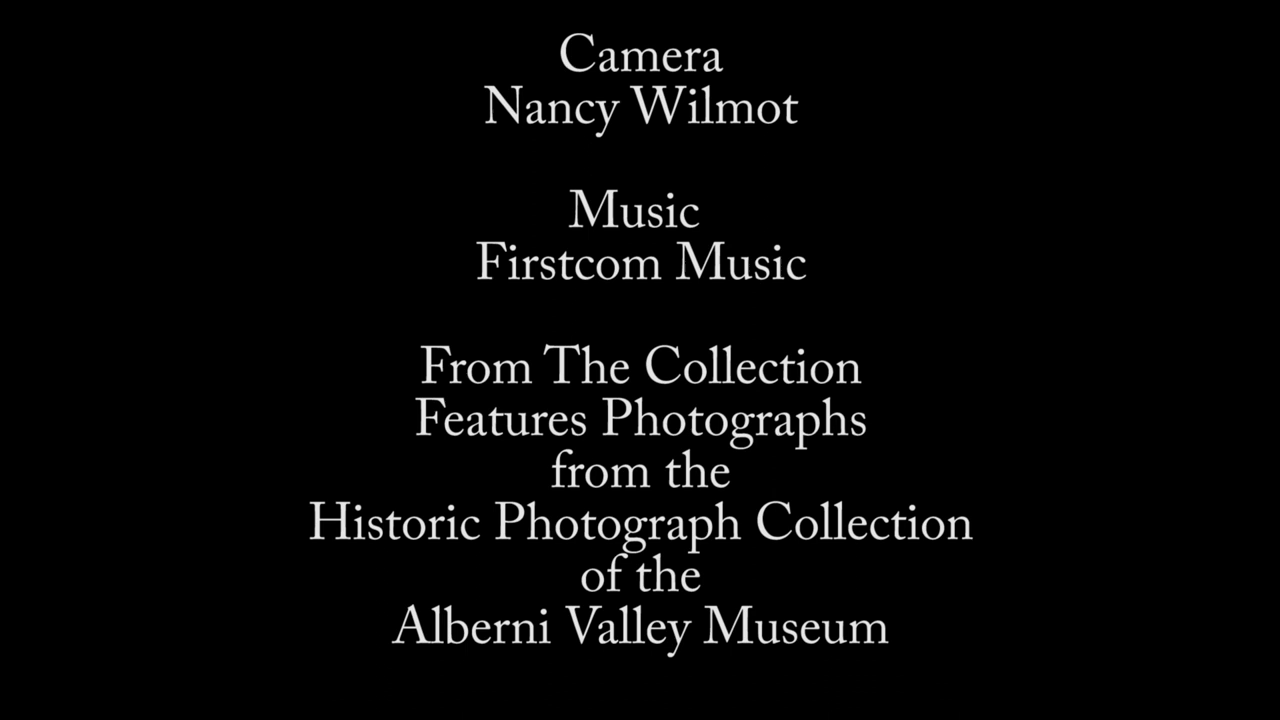 Camera
Nancy Wilmot
Music
Firstcom Music
From The Collection
Features Photographs
from the
Historic Photograph Collection
of the
Alberni Valley Museum